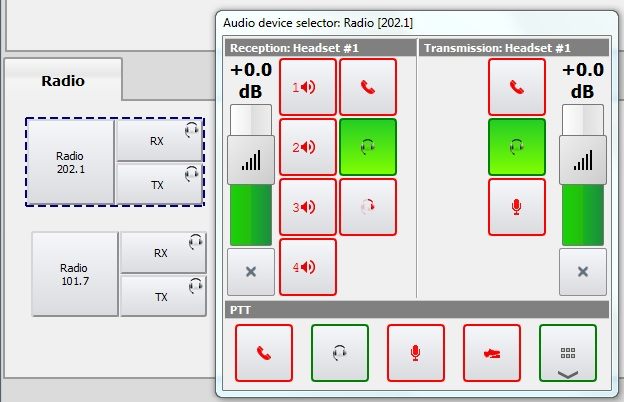 Audio device selector: Radio [202.1]
Reception: Headset #1
Transmission: Headset #1
+0.0
dB
1
2
3
4
+0.0
dB
PTT
Radio
Radio
202.1
RX
TX
Radio
101.7
RX
TX